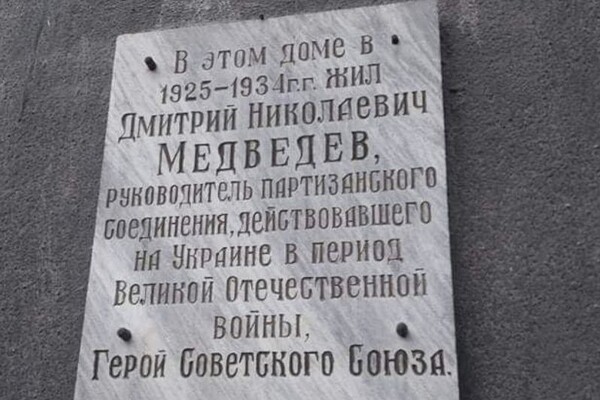 В этом доме в
1925-1934г.г. жил
Дмитрий Николаевич
Медведев,
руководитель партизанского
соединения, действовавшего
на Украине в период
Великой Отечественной
войны,
Герой Советского Союза.